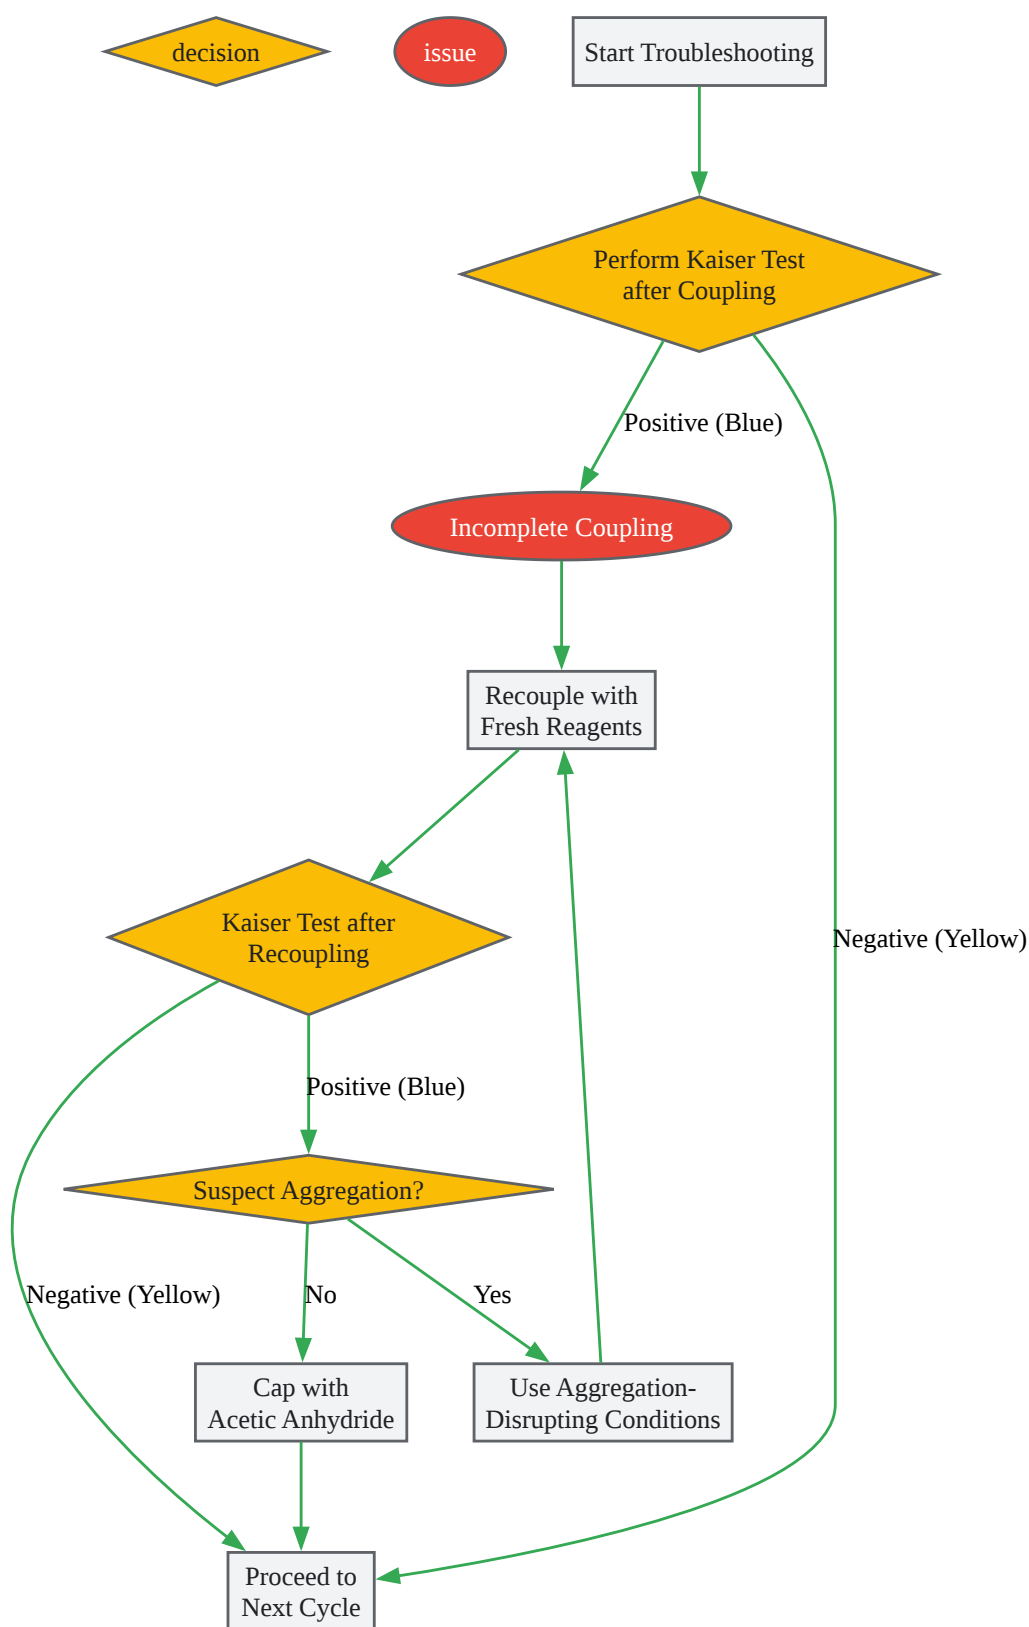 decision
issue
Start Troubleshooting
Perform Kaiser Test
after Coupling
Positive (Blue)
Incomplete Coupling
Recouple with
Fresh Reagents
Kaiser Test after
Recoupling
Negative (Yellow)
Positive (Blue)
Suspect Aggregation?
Negative (Yellow)
No
Yes
Cap with
Acetic Anhydride
Use Aggregation-
Disrupting Conditions
Proceed to
Next Cycle